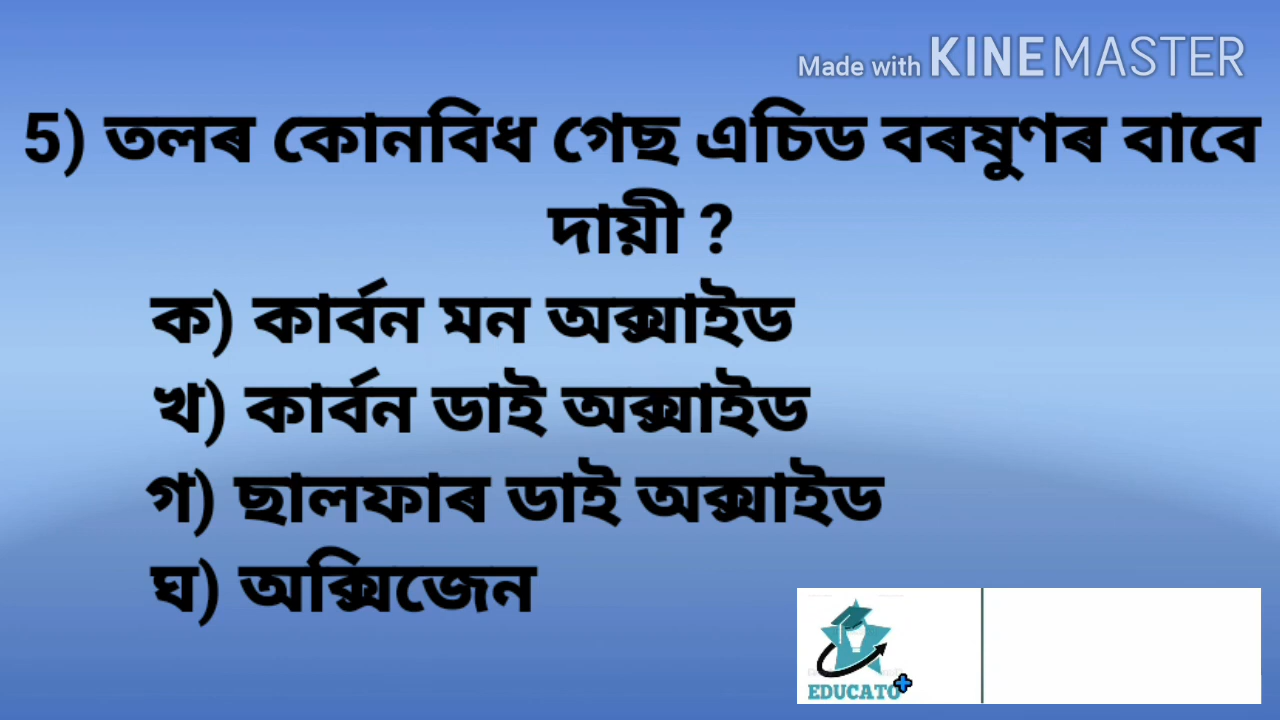 Made with KINEMASTER
5) তলৰ কোনবিধ গেছ এচিড বৰষুণৰ বাবে
দায়ী ?
ক) কাৰ্বন মন অক্সাইড
খ) কাৰ্বন ডাই অক্সাইড
গ) ছালফাৰ ডাই অক্সাইড
ঘ) অক্সিজেন
EDUCATO+